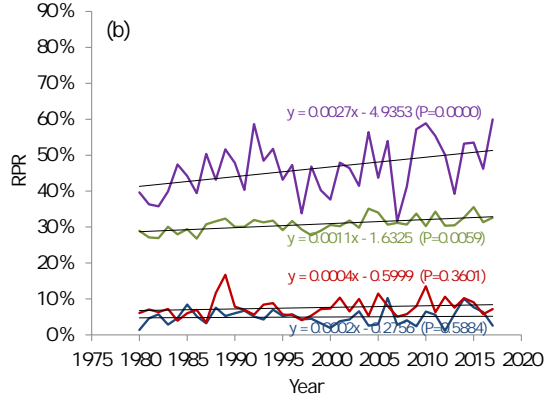 90%
(b)
80%
70%
60%
y = 0.0027x - 4.9353 (P=0.0000)
50%
RPR
40%
30%
y = 0.0011x - 1.6325 (P=0.0059)
20%
y = 0.0004x - 0.5999 (P=0.3601)
10%
y = 0.0002x - 0.2756 (P=0.5884)
0%
1975 1980 1985 1990 1995 2000 2005 2010 2015 2020
Year